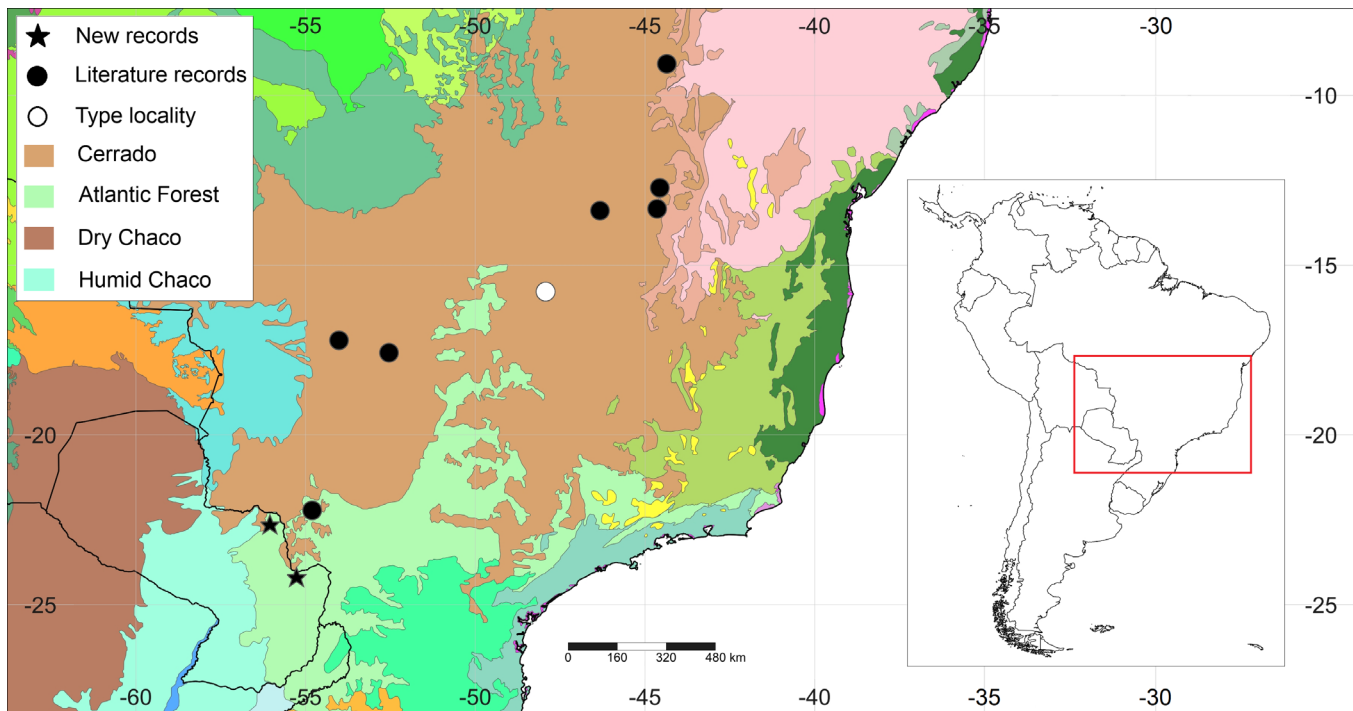 -55 -50 -45 -40 -35 -30
New records
Literature records
Type locality
Cerrado
Atlantic Forest
Dry Chaco
Humid Chaco
-10
-15
-20
-25
0 160 320 480 km
-60 -55 -50 -45 -40 -35 -30